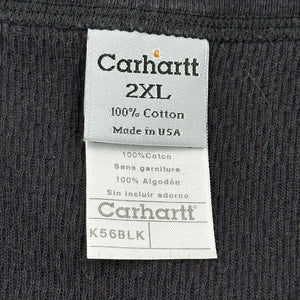 Carhartt
2XL
100% Cotton
Made in USA
100%Coton
Sans garniture
100% Algodón
Sin incluir adorno
Carhartt
K56BLK